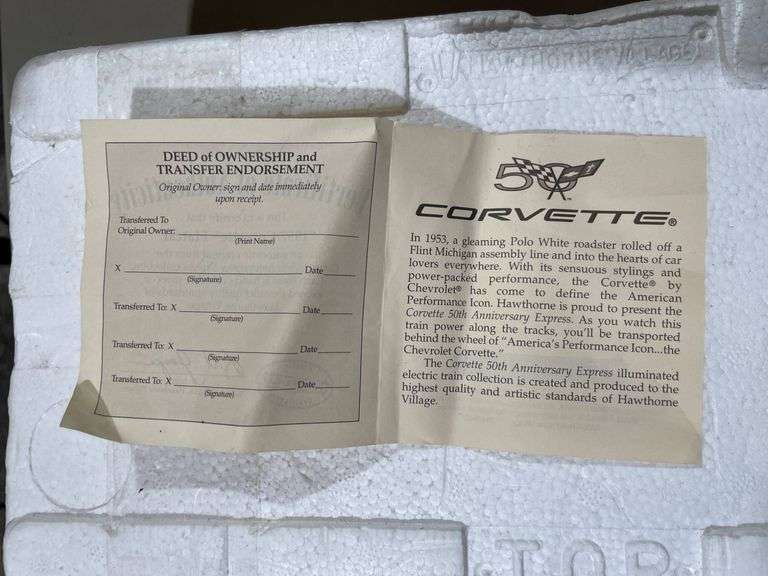 HAWTHORNE VILLAGE
DEED of OWNERSHIP and
TRANSFER ENDORSEMENT
Original Owner: sign and date immediately
upon receipt.
Transferred To
Original Owner:
(Print Name)
X Date
(Signature)
Transferred To: X Date
(Signature)
Transferred To: X Date
(Signature)
Transferred To: X Date
(Signature)
50
CORVETTE®
In 1953, a gleaming Polo White roadster rolled off a
Flint Michigan assembly line and into the hearts of car
lovers everywhere. With its sensuous stylings and
power-packed performance, the Corvette® by
Chevrolet® has come to define the American
Performance Icon. Hawthorne is proud to present the
Corvette 50th Anniversary Express. As you watch this
train power along the tracks, you'll be transported
behind the wheel of "America's Performance Icon...the
Chevrolet Corvette."
The Corvette 50th Anniversary Express illuminated
electric train collection is created and produced to the
highest quality and artistic standards of Hawthorne
Village.
TOP